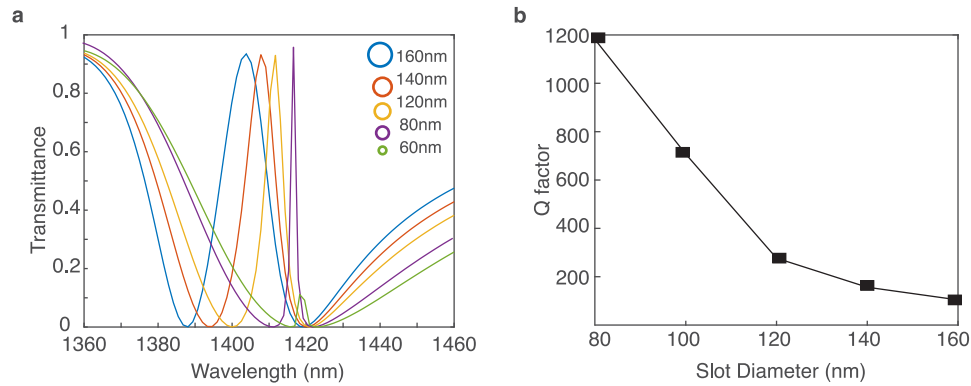 a
1
0.8
0.6
0.4
0.2
0
Transmittance
1360
1380
1400
1420
1440
1460
Wavelength (nm)
160nm
140nm
120nm
80nm
60nm
b
1200
1000
800
600
400
200
Q factor
80
100
120
140
160
Slot Diameter (nm)